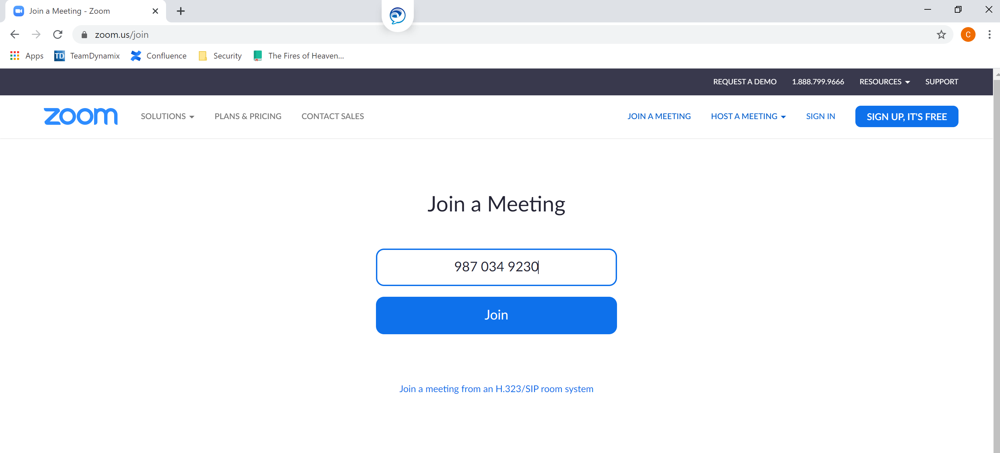 Join a Meeting - Zoom
zoom.us/join
C
Apps
TD TeamDynamix
Confluence
Security
The Fires of Heaven...
REQUEST A DEMO
1.888.799.9666
RESOURCES
SUPPORT
zoom
SOLUTIONS
PLANS & PRICING
CONTACT SALES
JOIN A MEETING
HOST A MEETING
SIGN IN
SIGN UP, IT'S FREE
Join a Meeting
987 034 9230
Join
Join a meeting from an H.323/SIP room system